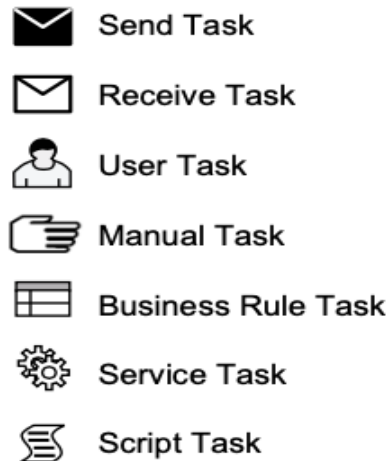 Send Task
Receive Task
User Task
Manual Task
Business Rule Task
Service Task
Script Task